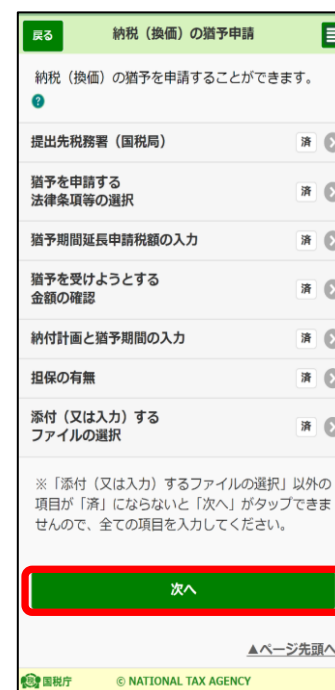 戻る 納税（換価）の猶予申請
納税（換価）の猶予を申請することができます。
?
提出先税務署（国税局） 済
猶予を申請する
法律条項等の選択 済
猶予期間延長申請税額の入力 済
猶予を受けようとする
金額の確認 済
納付計画と猶予期間の入力 済
担保の有無 済
添付（又は入力）する
ファイルの選択 済
※「添付（又は入力）するファイルの選択」以外の
項目が「済」にならないと「次へ」がタップできま
せんので、全ての項目を入力してください。
次へ
▲ページ先頭へ
国税庁 © NATIONAL TAX AGENCY